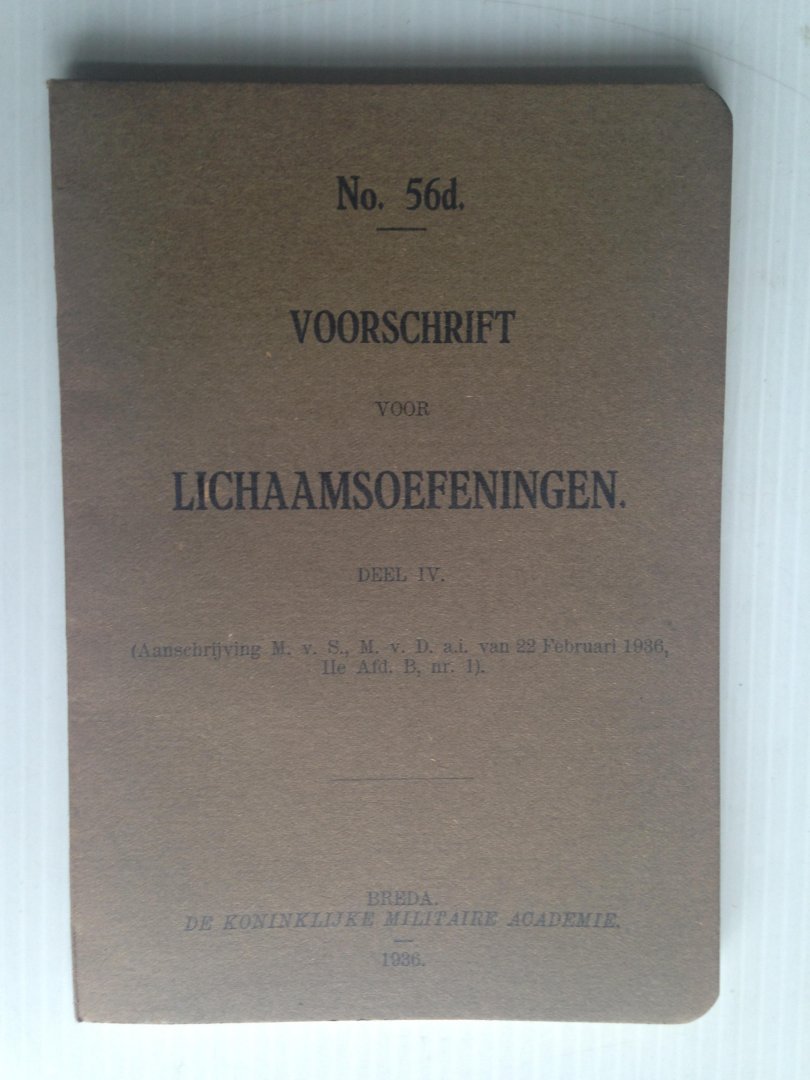 No. 56d.
VOORSCHRIFT
VOOR
LICHAAMSOEFENINGEN.
DEEL IV.
(Aanschrijving M. v. S., M. v. D. a.i. van 22 Februari 1936,
IIe Afd. B, nr. 1).
BREDA.
DE KONINKLIJKE MILITAIRE ACADEMIE.
1936.